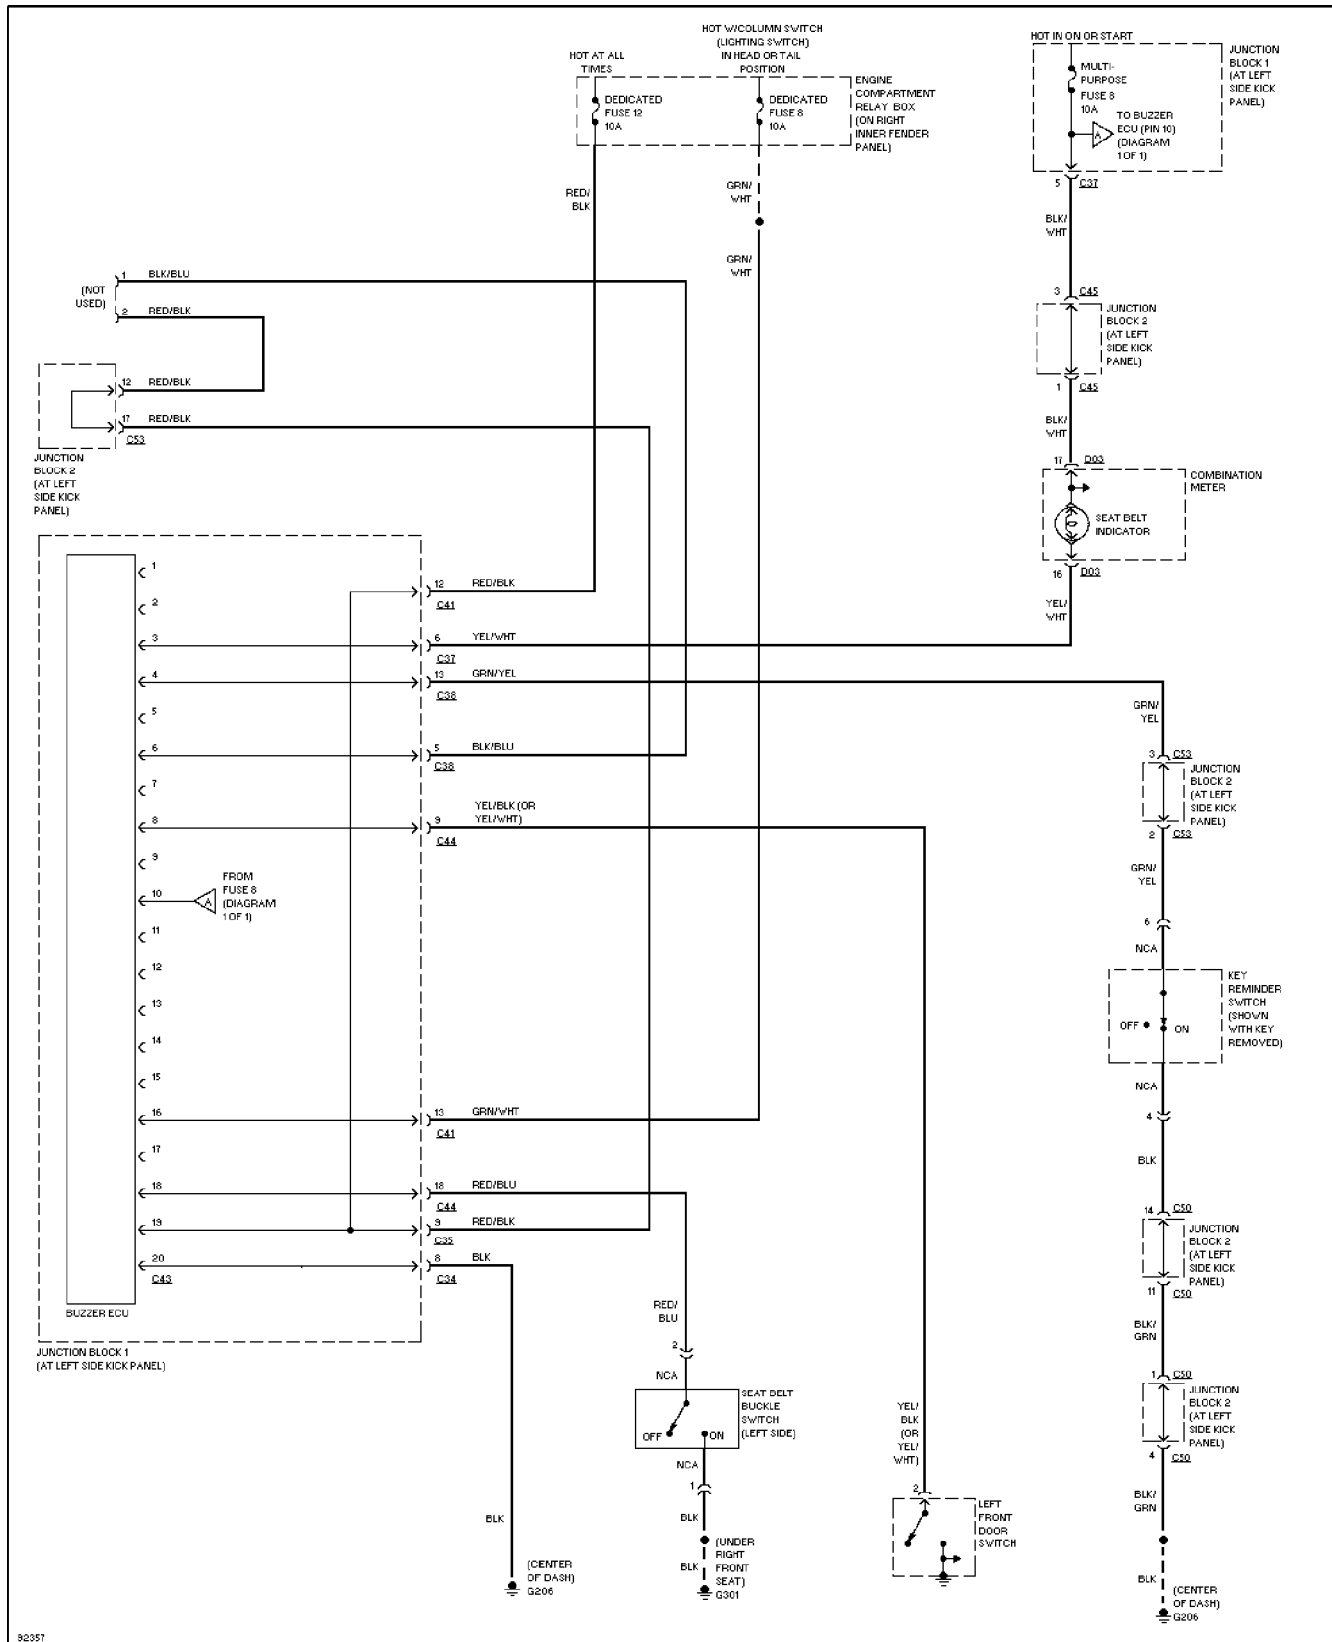 HOT W/COLUMN SWITCH
(LIGHTING SWITCH)
IN HEAD OR TAIL
POSITION
HOT AT ALL
TIMES
HOT IN ON OR START
DEDICATED
FUSE 12
10A
DEDICATED
FUSE 8
10A
ENGINE
COMPARTMENT
RELAY BOX
(ON RIGHT
INNER FENDER
PANEL)
MULTI-
PURPOSE
FUSE 8
10A
A
TO BUZZER
ECU (PIN 10)
(DIAGRAM
1 OF 1)
JUNCTION
BLOCK 1
(AT LEFT
SIDE KICK
PANEL)
5 C37
RED/
BLK
GRN/
WHT
GRN/
WHT
BLK/
WHT
3 C45
JUNCTION
BLOCK 2
(AT LEFT
SIDE KICK
PANEL)
1 C45
BLK/
WHT
17 D03
COMBINATION
METER
SEAT BELT
INDICATOR
16 D03
YEL/
WHT
(NOT
USED)
1 BLK/BLU
2 RED/BLK
12 RED/BLK
17 RED/BLK
C53
JUNCTION
BLOCK 2
(AT LEFT
SIDE KICK
PANEL)
1
2
3
4
5
6
7
8
9
10
11
12
13
14
15
16
17
18
19
20
C43
BUZZER ECU
A
FROM
FUSE 8
(DIAGRAM
1 OF 1)
JUNCTION BLOCK 1
(AT LEFT SIDE KICK PANEL)
12 RED/BLK
C41
6 YEL/WHT
C37
13 GRN/YEL
C38
5 BLK/BLU
C38
YEL/BLK (OR
9 YEL/WHT)
C44
13 GRN/WHT
C41
18 RED/BLU
C44
9 RED/BLK
C35
8 BLK
C34
GRN/
YEL
3 C53
JUNCTION
BLOCK 2
(AT LEFT
SIDE KICK
PANEL)
2 C53
GRN/
YEL
6
NCA
KEY
REMINDER
SWITCH
(SHOWN
WITH KEY
REMOVED)
OFF ON
NCA
4
BLK
14 C50
JUNCTION
BLOCK 2
(AT LEFT
SIDE KICK
PANEL)
11 C50
BLK/
GRN
1 C50
JUNCTION
BLOCK 2
(AT LEFT
SIDE KICK
PANEL)
4 C50
BLK/
GRN
BLK
(CENTER
OF DASH)
G206
RED/
BLU
2
NCA
SEAT BELT
BUCKLE
SWITCH
(LEFT SIDE)
OFF ON
NCA
1
BLK
(UNDER
RIGHT
FRONT
SEAT)
BLK
G301
BLK
(CENTER
OF DASH)
G206
YEL/
BLK
(OR
YEL/
WHT)
2
LEFT
FRONT
DOOR
SWITCH
92357